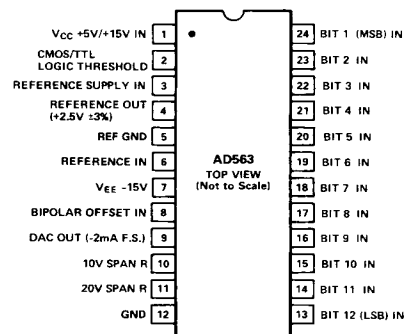 VCC +5V/+15V IN 1
CMOS/TTL
LOGIC THRESHOLD 2
REFERENCE SUPPLY IN 3
REFERENCE OUT
(+2.5V ±3%) 4
REF GND 5
REFERENCE IN 6
VEE -15V 7
BIPOLAR OFFSET IN 8
DAC OUT (-2mA F.S.) 9
10V SPAN R 10
20V SPAN R 11
GND 12
AD563
TOP VIEW
(Not to Scale)
24 BIT 1 (MSB) IN
23 BIT 2 IN
22 BIT 3 IN
21 BIT 4 IN
20 BIT 5 IN
19 BIT 6 IN
18 BIT 7 IN
17 BIT 8 IN
16 BIT 9 IN
15 BIT 10 IN
14 BIT 11 IN
13 BIT 12 (LSB) IN